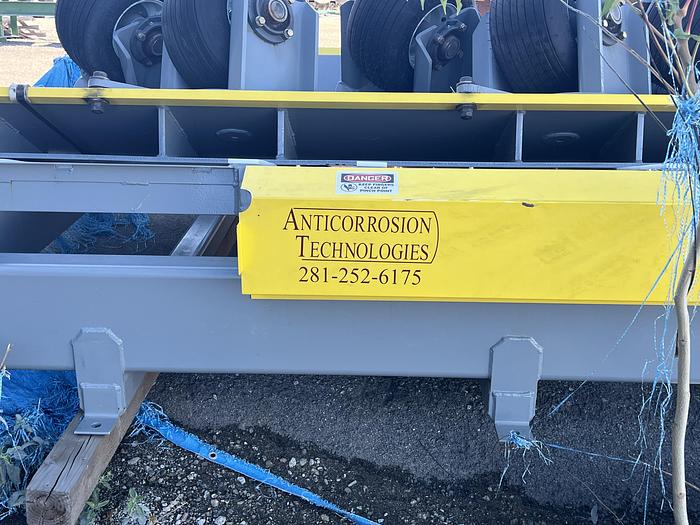 DANGER
KEEP FINGERS
CLEAR OF
PINCH POINT
ANTICORROSION
TECHNOLOGIES
281-252-6175